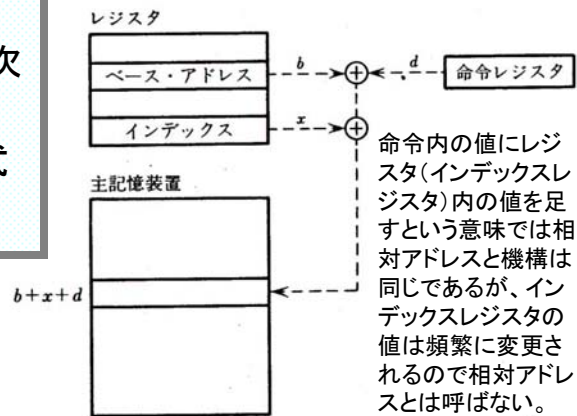 次
式
レジスタ
ベース・アドレス
b
d
命令レジスタ
インデックス
x
主記憶装置
b+x+d
命令内の値にレジ
スタ(インデックスレ
ジスタ)内の値を足
すという意味では相
対アドレスと機構は
同じであるが、イン
デックスレジスタの
値は頻繁に変更さ
れるので相対アドレ
スとは呼ばない。